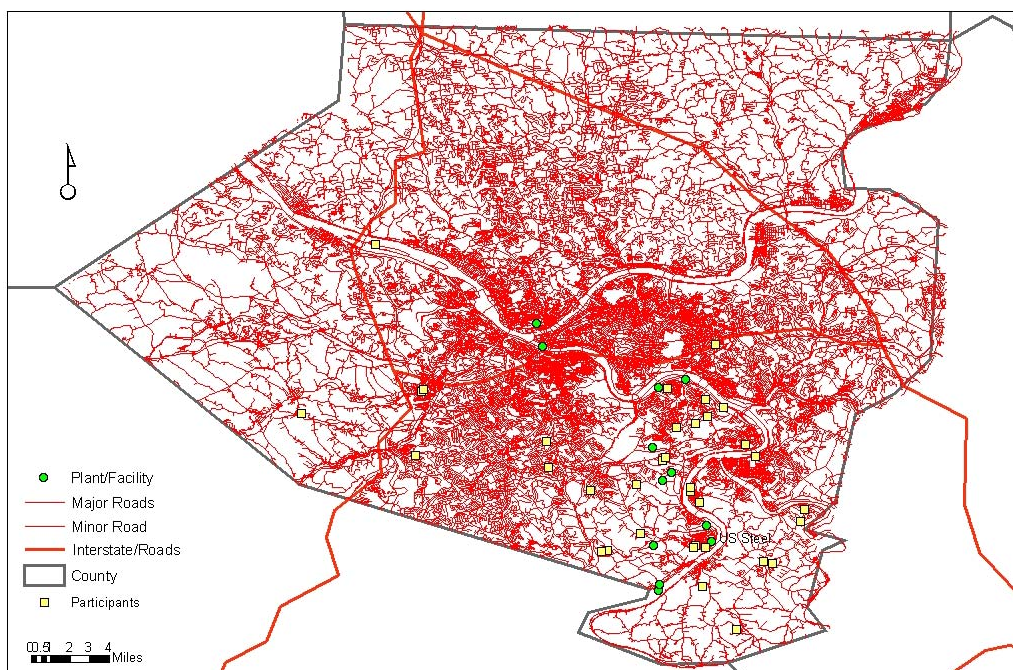 US Steel
Plant/Facility
Major Roads
Minor Road
Interstate/Roads
County
Participants
0 0.5 1 2 3 4
Miles